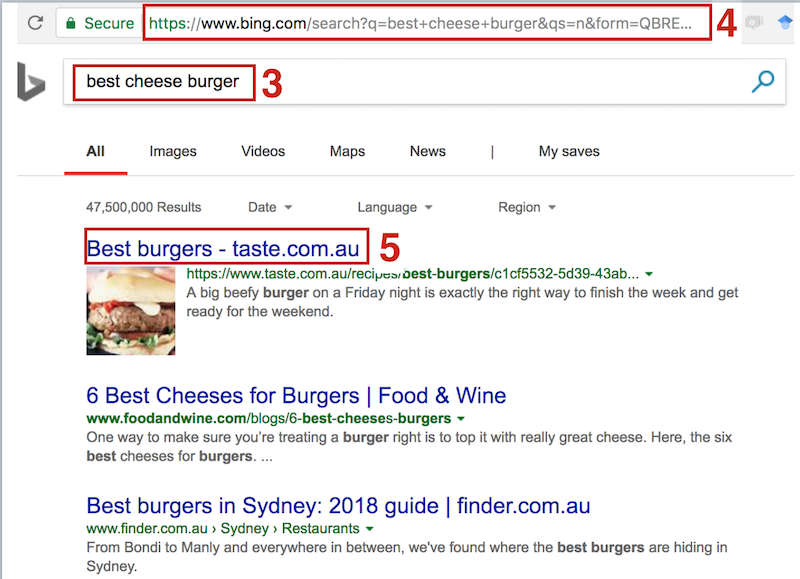 Secure https://www.bing.com/search?q=best+cheese+burger&qs=n&form=QBRE... 4
best cheese burger 3
All Images Videos Maps News | My saves
47,500,000 Results Date Language Region
Best burgers - taste.com.au 5
https://www.taste.com.au/recipes/best-burgers/c1cf5532-5d39-43ab...
A big beefy burger on a Friday night is exactly the right way to finish the week and get
ready for the weekend.
6 Best Cheeses for Burgers | Food & Wine
www.foodandwine.com/blogs/6-best-cheeses-burgers
One way to make sure you're treating a burger right is to top it with really great cheese. Here, the six
best cheeses for burgers. ...
Best burgers in Sydney: 2018 guide | finder.com.au
www.finder.com.au › Sydney › Restaurants
From Bondi to Manly and everywhere in between, we've found where the best burgers are hiding in
Sydney.